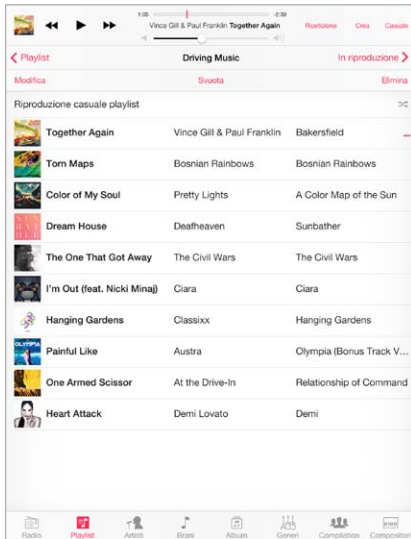 1:05 -2:39
Vince Gill & Paul Franklin Together Again
Ripetizione Crea Casuale
Playlist Driving Music In riproduzione
Modifica Svuota Elimina
Riproduzione casuale playlist
Together Again Vince Gill & Paul Franklin Bakersfield
Torn Maps Bosnian Rainbows Bosnian Rainbows
Color of My Soul Pretty Lights A Color Map of the Sun
Dream House Deafheaven Sunbather
The One That Got Away The Civil Wars The Civil Wars
I'm Out (feat. Nicki Minaj) Ciara Ciara
Hanging Gardens Classixx Hanging Gardens
OLYMPIA
Painful Like Austra Olympia (Bonus Track V...
One Armed Scissor At the Drive-In Relationship of Command
Heart Attack Demi Lovato Demi
Radio Playlist Artisti Brani Album Generi Compilation Compositori